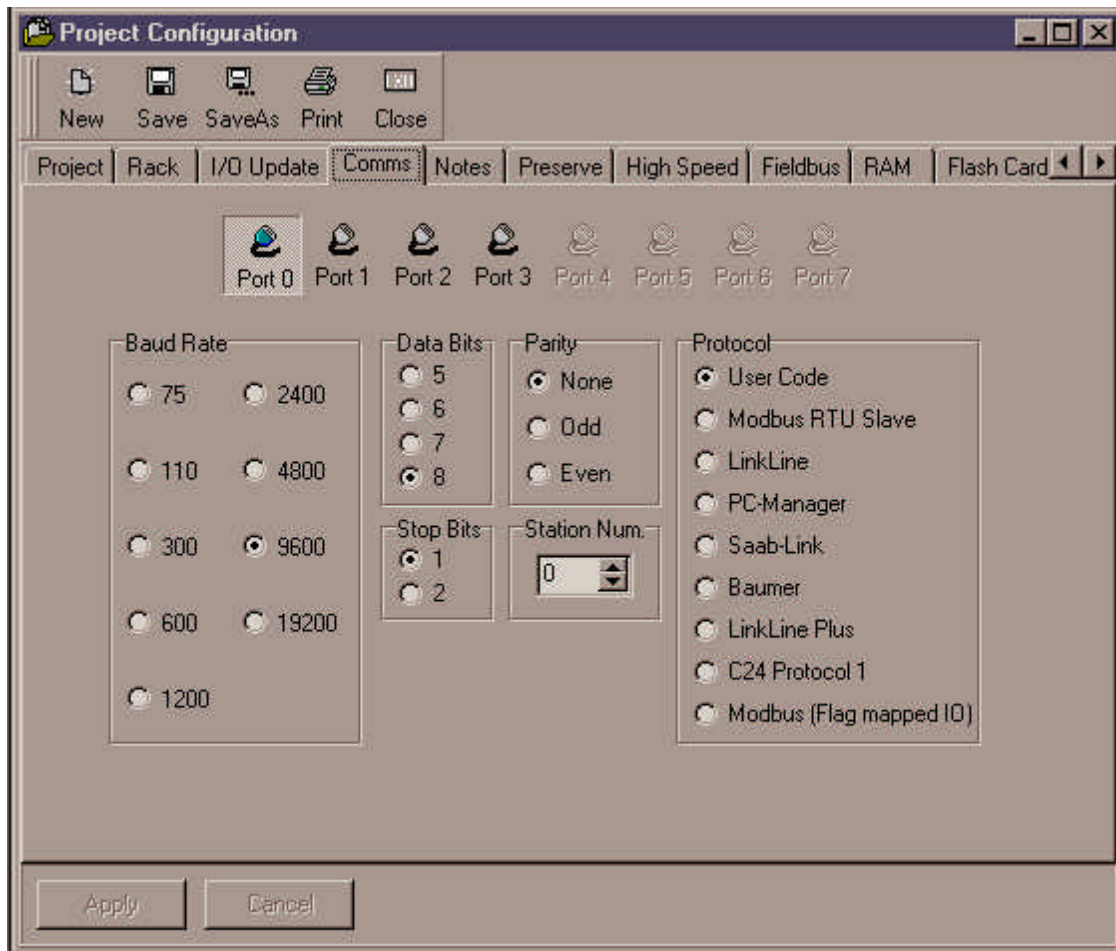 Project Configuration
New Save SaveAs Print Close
Project Rack I/O Update Comms Notes Preserve High Speed Fieldbus RAM Flash Card
Port 0 Port 1 Port 2 Port 3 Port 4 Port 5 Port 6 Port 7
Baud Rate
75 2400
110 4800
300 9600
600 19200
1200
Data Bits
5
6
7
8
Stop Bits
1
2
Parity
None
Odd
Even
Station Num.
0
Protocol
User Code
Modbus RTU Slave
LinkLine
PC-Manager
Saab-Link
Baumer
LinkLine Plus
C24 Protocol 1
Modbus (Flag mapped IO)
Apply Cancel